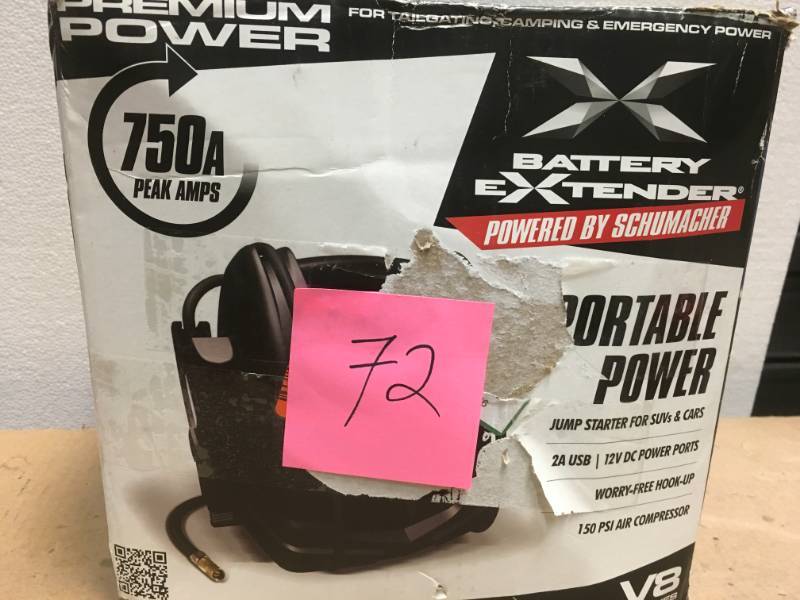 PREMIUM
POWER
FOR TAILGATING, CAMPING & EMERGENCY POWER
750A
PEAK AMPS
BATTERY
EXTENDER®
POWERED BY SCHUMACHER
PORTABLE
POWER
72
JUMP STARTER FOR SUVs & CARS
2A USB | 12V DC POWER PORTS
WORRY-FREE HOOK-UP
150 PSI AIR COMPRESSOR
V8